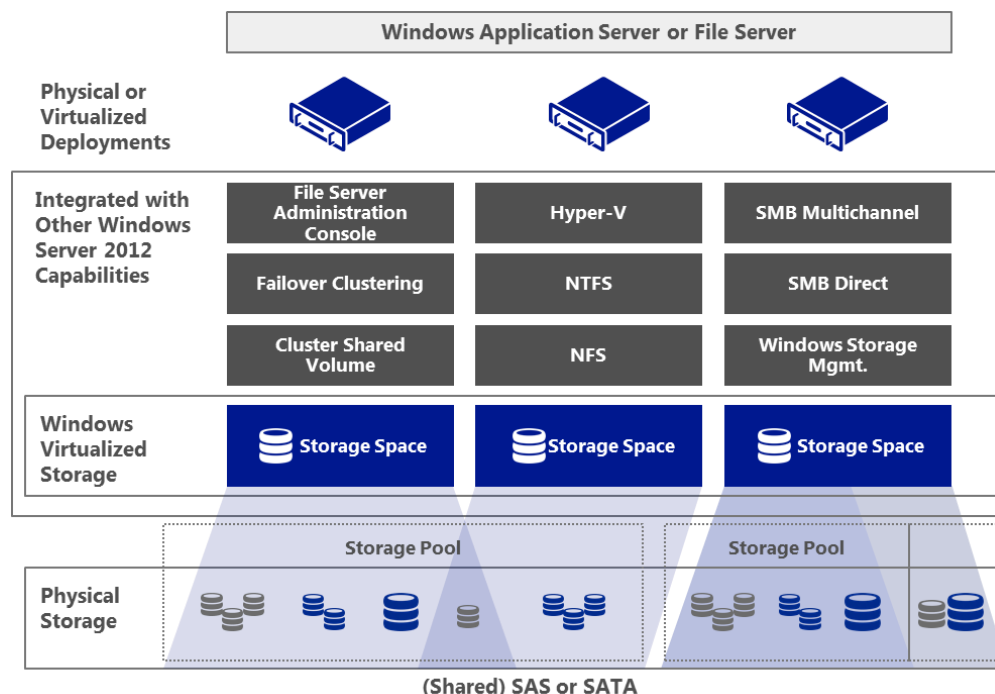 Windows Application Server or File Server
Physical or
Virtualized
Deployments
Integrated with
Other Windows
Server 2012
Capabilities
File Server
Administration
Console
Hyper-V
SMB Multichannel
Failover Clustering
NTFS
SMB Direct
Cluster Shared
Volume
NFS
Windows Storage
Mgmt.
Windows
Virtualized
Storage
Storage Space
Storage Space
Storage Space
Storage Pool
Storage Pool
Physical
Storage
(Shared) SAS or SATA